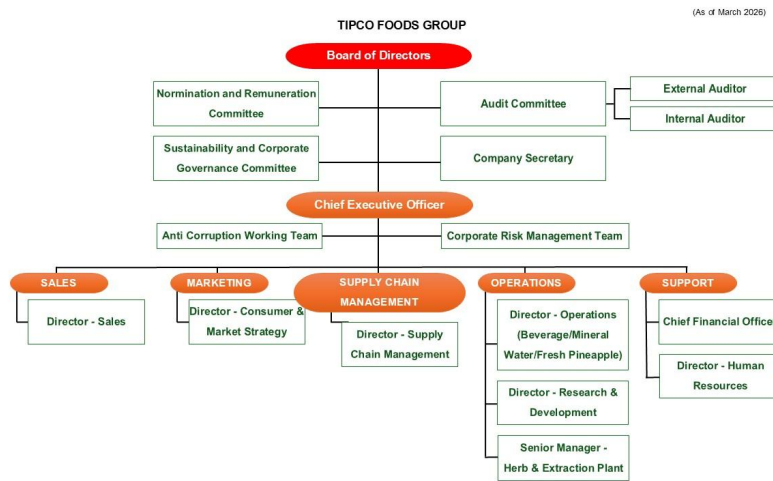 (As of March 2026)
TIPCO FOODS GROUP
Board of Directors
Normination and Remuneration
Committee
Audit Committee
External Auditor
Internal Auditor
Sustainability and Corporate
Governance Committee
Company Secretary
Chief Executive Officer
Anti Corruption Working Team
Corporate Risk Management Team
SALES
MARKETING
SUPPLY CHAIN
MANAGEMENT
OPERATIONS
SUPPORT
Director - Sales
Director - Consumer &
Market Strategy
Director - Supply
Chain Management
Director - Operations
(Beverage/Mineral
Water/Fresh Pineapple)
Director - Research &
Development
Senior Manager -
Herb & Extraction Plant
Chief Financial Office
Director - Human
Resources